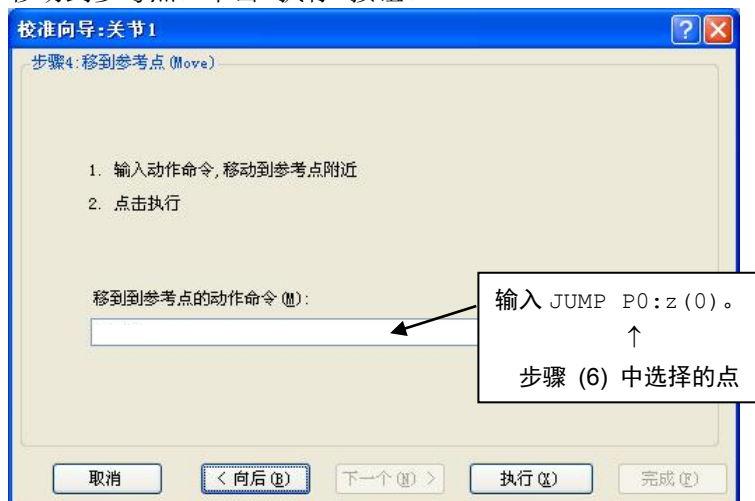 校准向导:关节1
步骤4:移到参考点(Move)
1. 输入动作命令,移动到参考点附近
2. 点击执行
移到到参考点的动作命令(M):
输入 JUMP P0:z(0)。
↑
步骤 (6) 中选择的点
取消
< 向后(B)
下一个(N) >
执行(X)
完成(F)